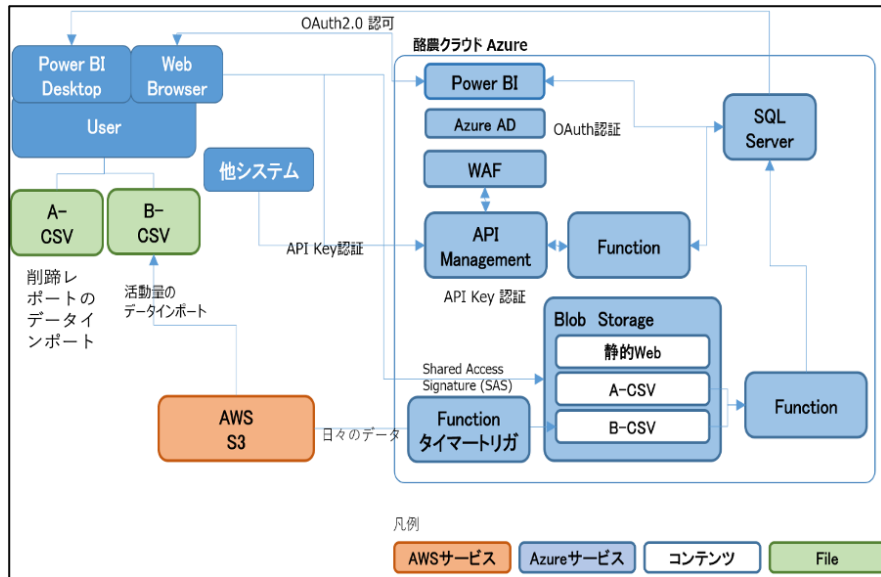 OAuth2.0 認可
酪農クラウド Azure
Power BI
Desktop
Web
Browser
User
Power BI
Azure AD
OAuth認証
SQL
Server
他システム
WAF
A-
CSV
B-
CSV
API Key認証
API
Management
Function
API Key 認証
削蹄レ
ポートの
データイ
ンポート
活動量の
データインポート
Blob Storage
静的Web
A-CSV
B-CSV
Shared Access
Signature (SAS)
Function
タイマートリガ
Function
AWS
S3
日々のデータ
凡例
AWSサービス
Azureサービス
コンテンツ
File